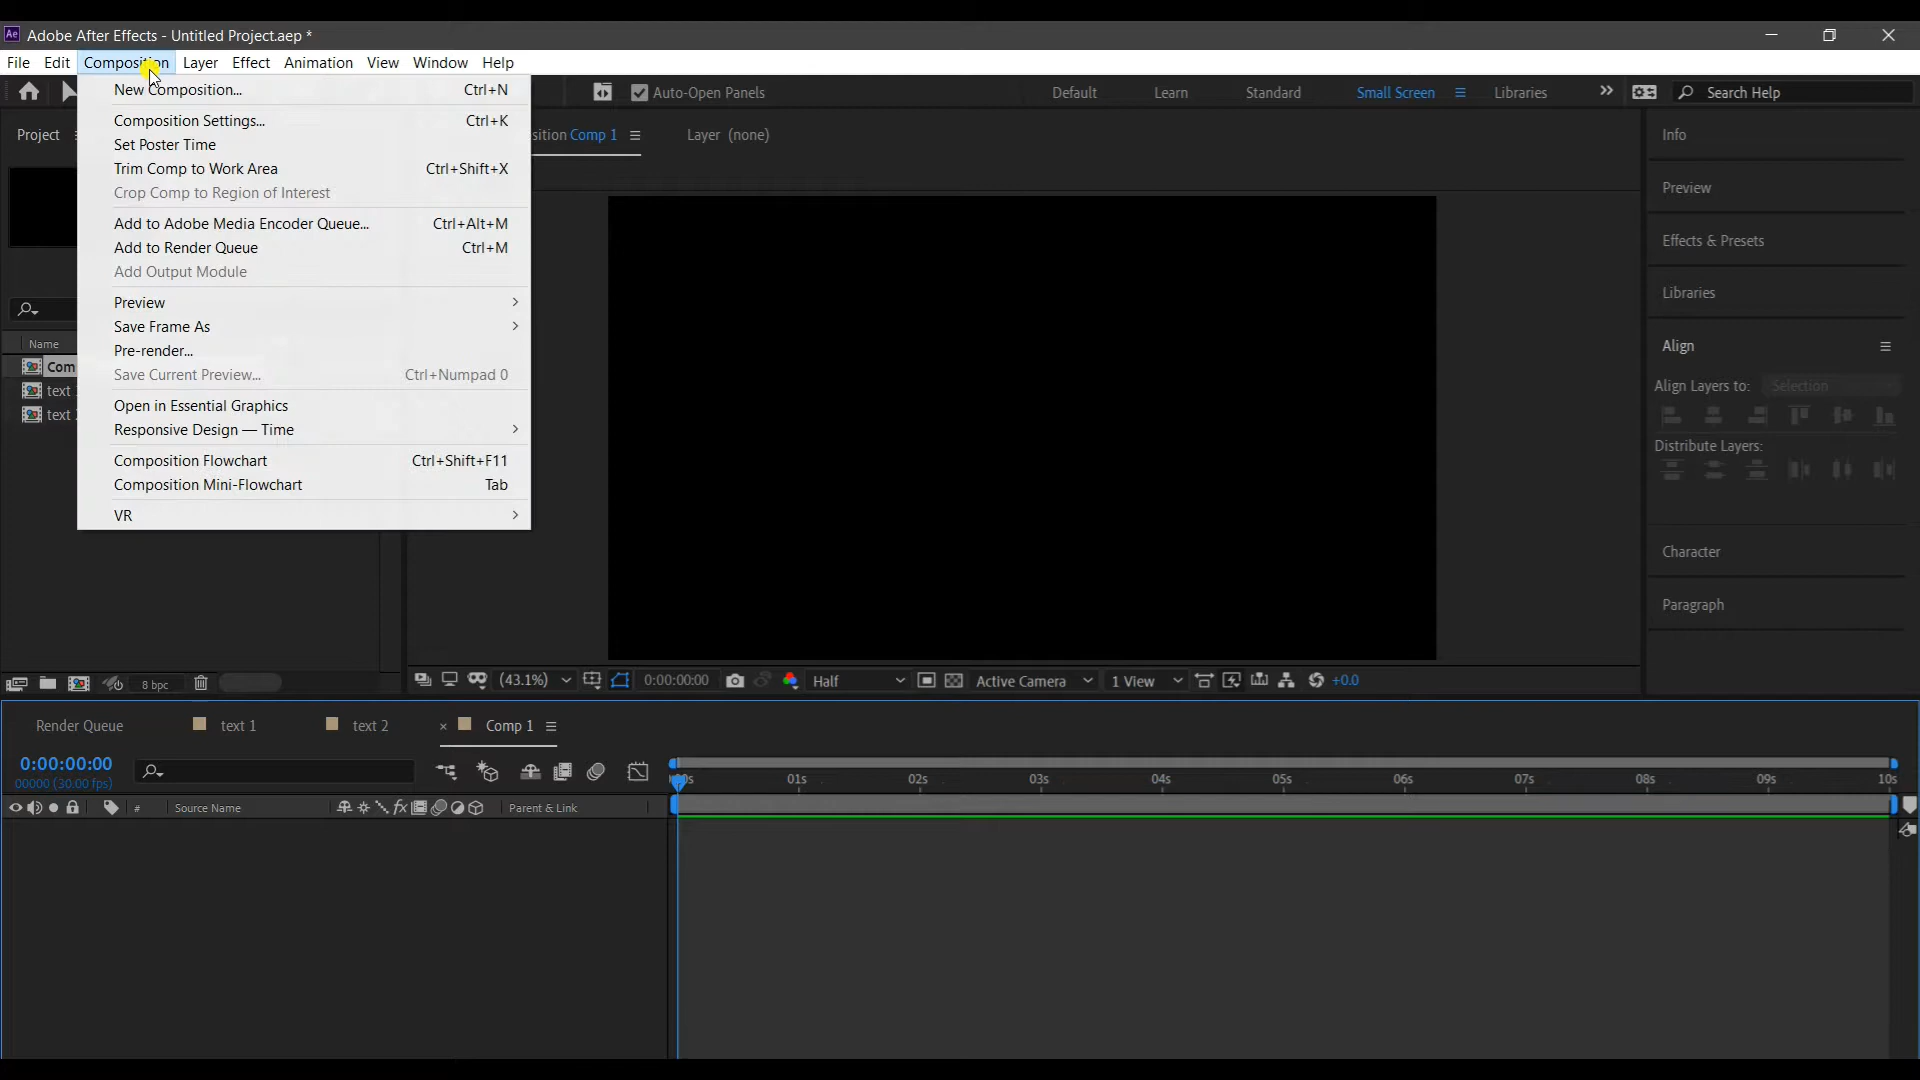 Ae Adobe After Effects - Untitled Project.aep *
File Edit Composition Layer Effect Animation View Window Help
New Composition... Ctrl+N
Composition Settings... Ctrl+K
Set Poster Time
Trim Comp to Work Area Ctrl+Shift+X
Crop Comp to Region of Interest
Add to Adobe Media Encoder Queue... Ctrl+Alt+M
Add to Render Queue Ctrl+M
Add Output Module
Preview
Save Frame As
Pre-render...
Save Current Preview... Ctrl+Numpad 0
Open in Essential Graphics
Responsive Design — Time
Composition Flowchart Ctrl+Shift+F11
Composition Mini-Flowchart Tab
VR
Auto-Open Panels Default Learn Standard Small Screen Libraries Search Help
Project
Comp 1 Layer (none)
Name
text
text
8 bpc
(43.1%) 0:00:00:00 Half Active Camera 1 View +0.0
Info
Preview
Effects & Presets
Libraries
Align
Align Layers to: Selection
Distribute Layers:
Character
Paragraph
Render Queue text 1 text 2 × Comp 1
0:00:00:00
00000 (30.00 fps)
01s 02s 03s 04s 05s 06s 07s 08s 09s 10s
# Source Name fx Parent & Link